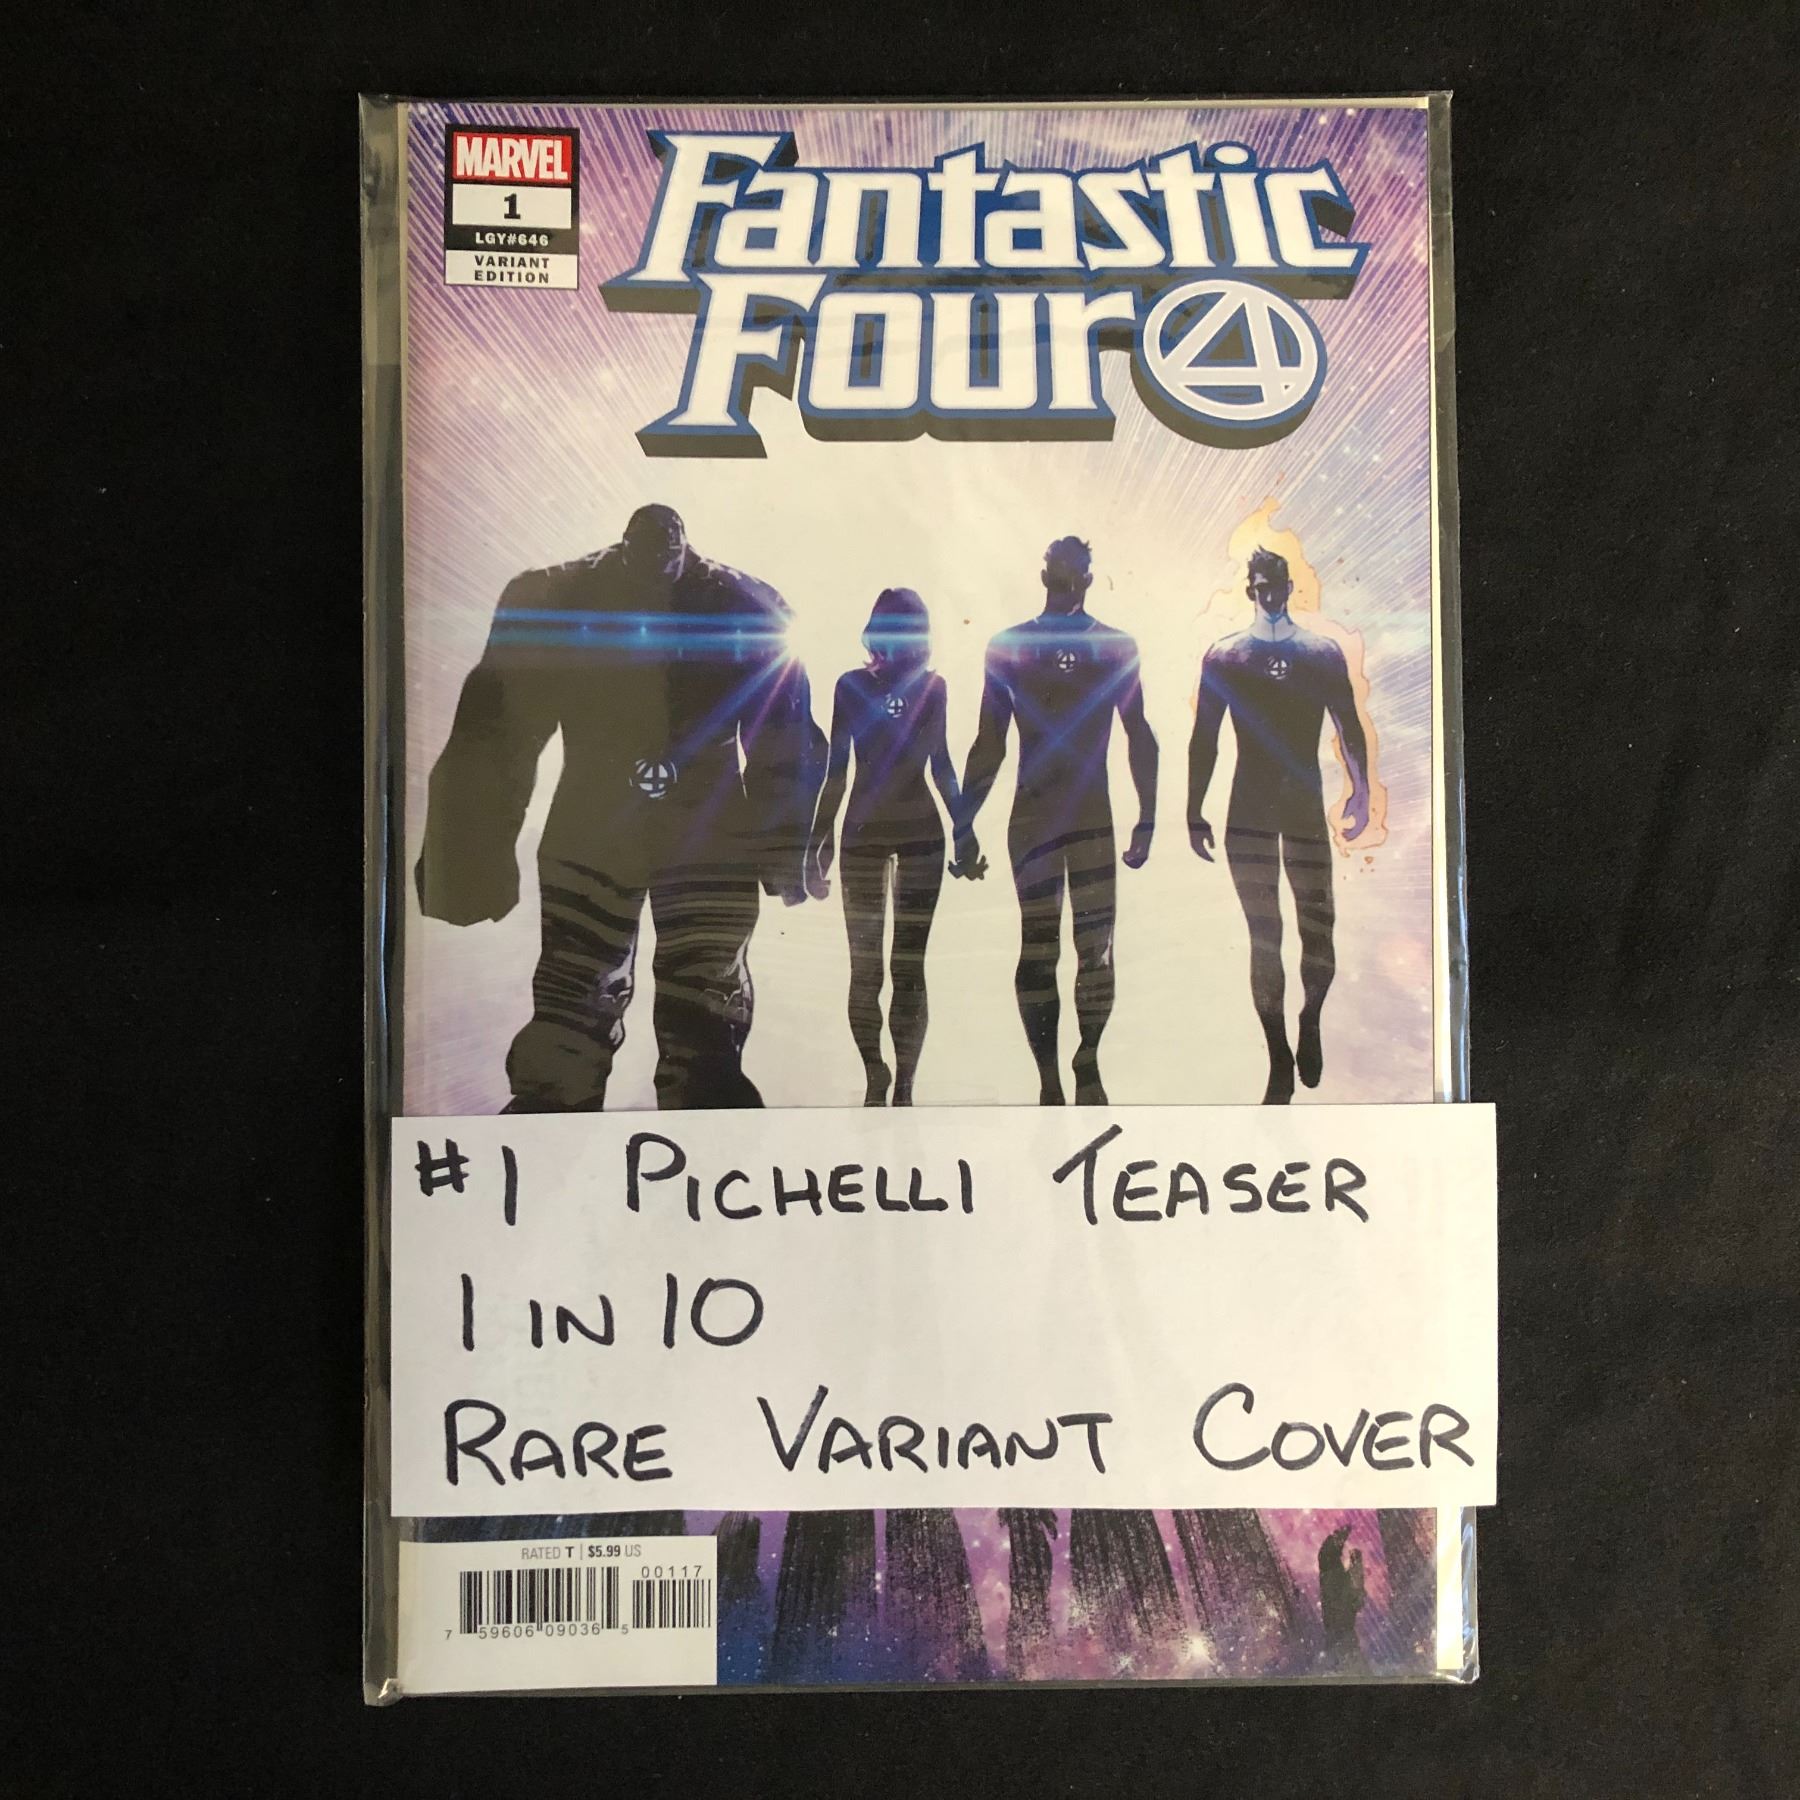 MARVEL
1
LGY#646
VARIANT
EDITION
Fantastic
Four 4
#1 PICHELLI TEASER
1 IN 10
RARE VARIANT COVER
RATED T | $5.99 US
00117
7 59606 09036 5